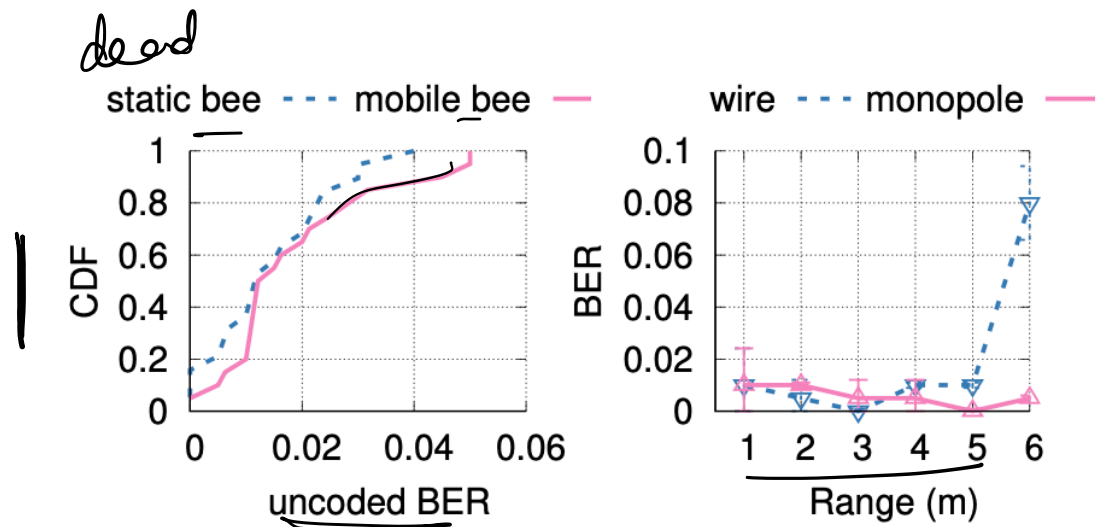 dead
static bee mobile bee
wire monopole
1
0.8
0.6
0.4
0.2
0
CDF
0 0.02 0.04 0.06
uncoded BER
0.1
0.08
0.06
0.04
0.02
0
BER
1 2 3 4 5 6
Range (m)